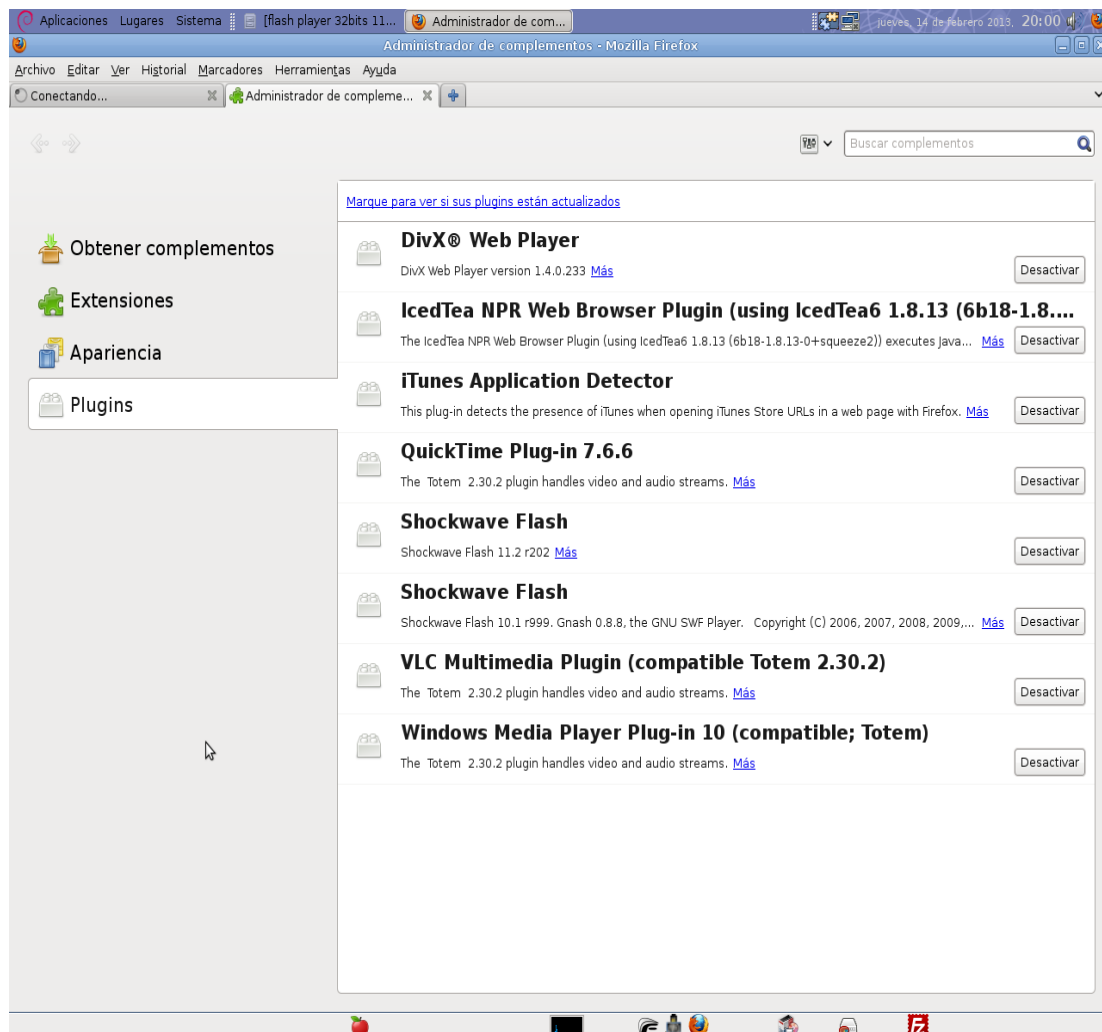 Aplicaciones Lugares Sistema [flash player 32bits 11... Administrador de com... jueves, 14 de febrero 2013, 20:00
Administrador de complementos - Mozilla Firefox
Archivo Editar Ver Historial Marcadores Herramientas Ayuda
Conectando... Administrador de compleme...
Buscar complementos
Marque para ver si sus plugins están actualizados
Obtener complementos
Extensiones
Apariencia
Plugins
DivX® Web Player
DivX Web Player version 1.4.0.233 Más
Desactivar
IcedTea NPR Web Browser Plugin (using IcedTea6 1.8.13 (6b18-1.8....
The IcedTea NPR Web Browser Plugin (using IcedTea6 1.8.13 (6b18-1.8.13-0+squeeze2)) executes Java... Más
Desactivar
iTunes Application Detector
This plug-in detects the presence of iTunes when opening iTunes Store URLs in a web page with Firefox. Más
Desactivar
QuickTime Plug-in 7.6.6
The Totem 2.30.2 plugin handles video and audio streams. Más
Desactivar
Shockwave Flash
Shockwave Flash 11.2 r202 Más
Desactivar
Shockwave Flash
Shockwave Flash 10.1 r999. Gnash 0.8.8, the GNU SWF Player. Copyright (C) 2006, 2007, 2008, 2009,... Más
Desactivar
VLC Multimedia Plugin (compatible Totem 2.30.2)
The Totem 2.30.2 plugin handles video and audio streams. Más
Desactivar
Windows Media Player Plug-in 10 (compatible; Totem)
The Totem 2.30.2 plugin handles video and audio streams. Más
Desactivar